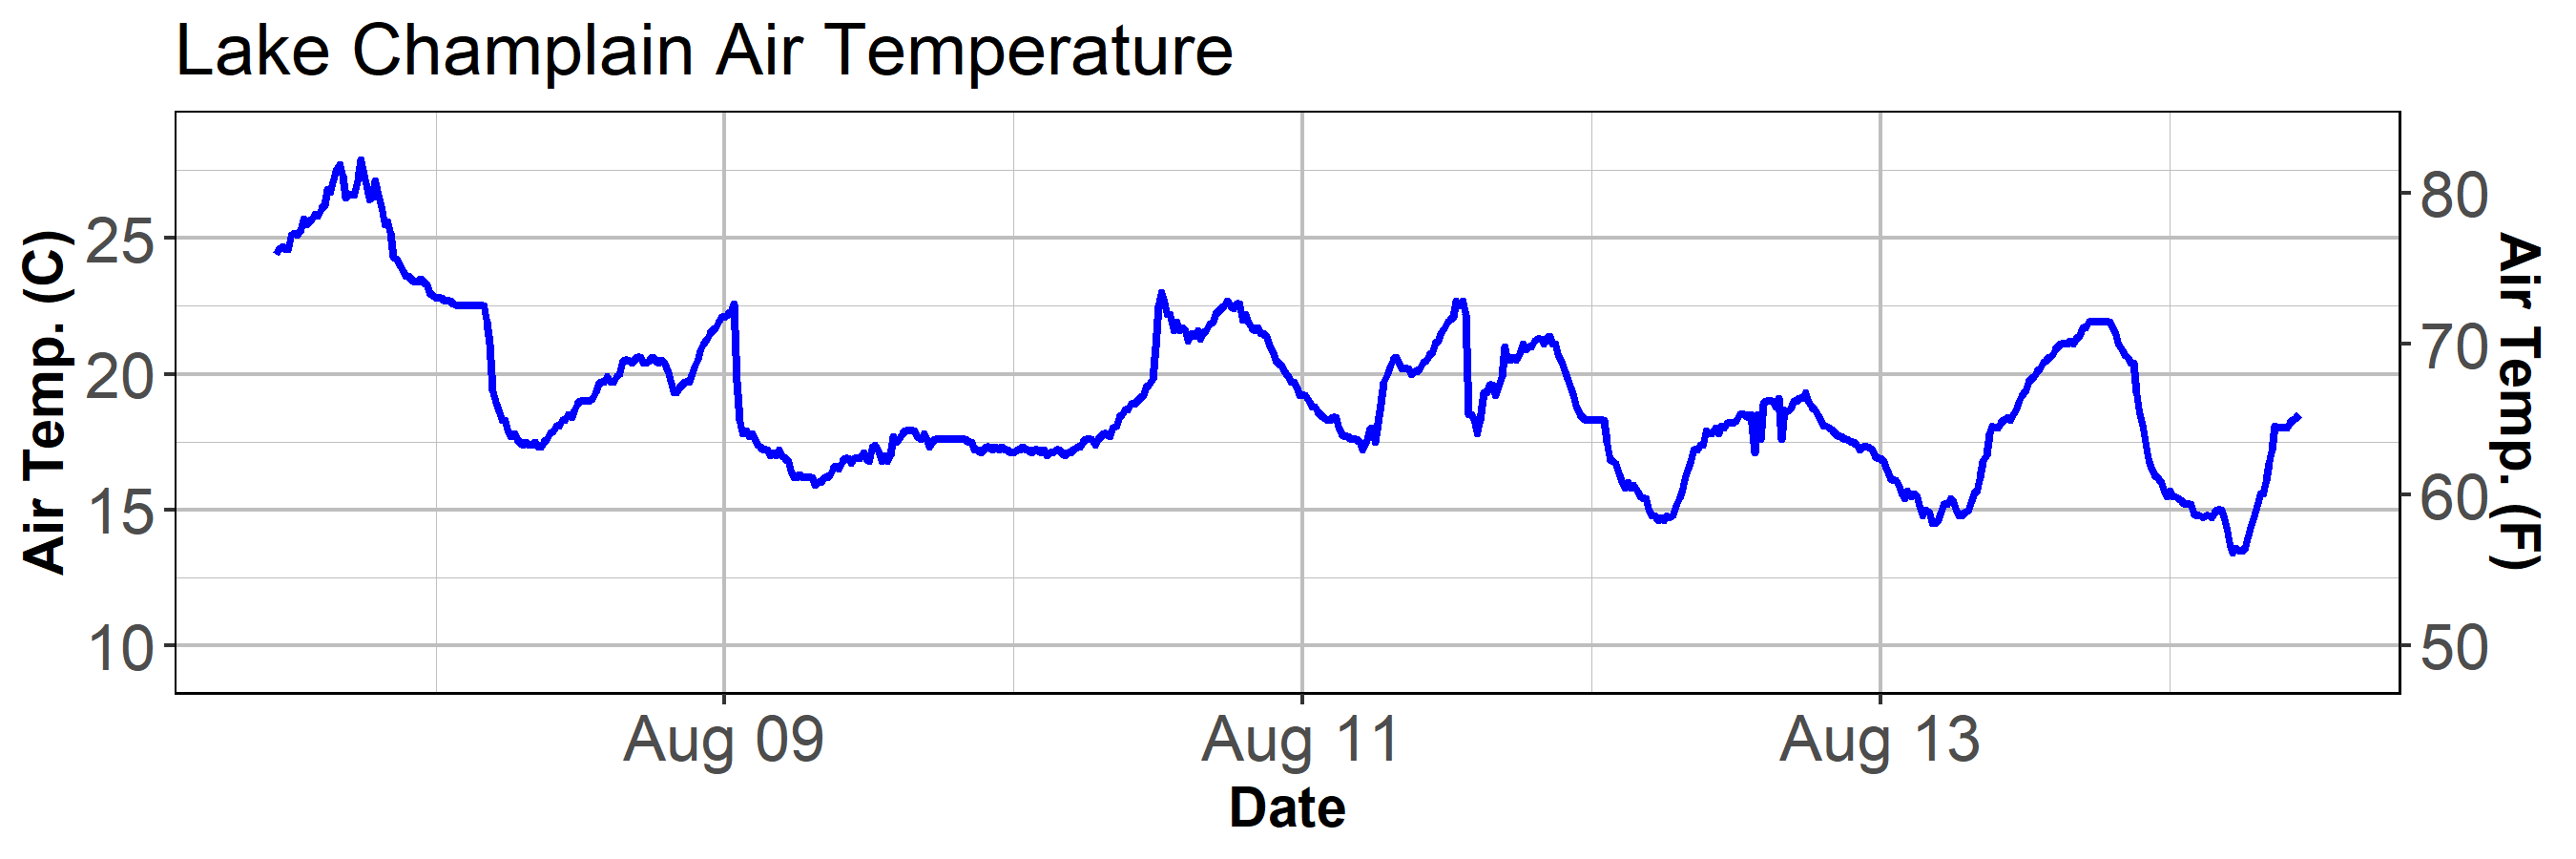 Lake Champlain Air Temperature
Air Temp. (C)
25
20
15
10
80
70
60
50
Air Temp. (F)
Aug 09
Aug 11
Aug 13
Date